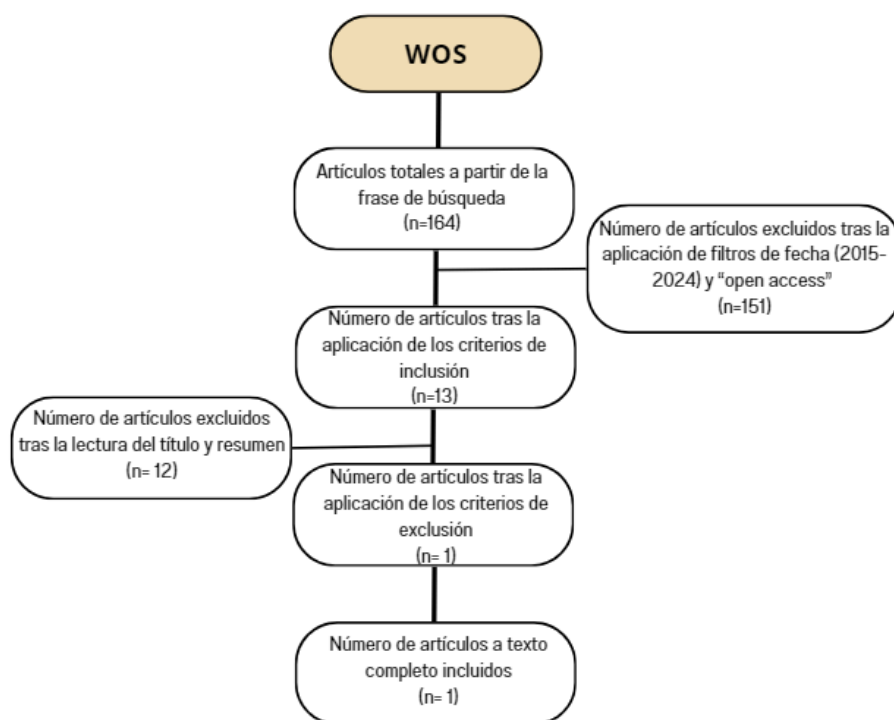 WOS
Artículos totales a partir de la
frase de búsqueda
(n=164)
Número de artículos excluidos tras la
aplicación de filtros de fecha (2015-
2024) y “open access”
(n=151)
Número de artículos tras la
aplicación de los criterios de
inclusión
(n=13)
Número de artículos excluidos
tras la lectura del título y resumen
(n= 12)
Número de artículos tras la
aplicación de los criterios de
exclusión
(n= 1)
Número de artículos a texto
completo incluidos
(n= 1)